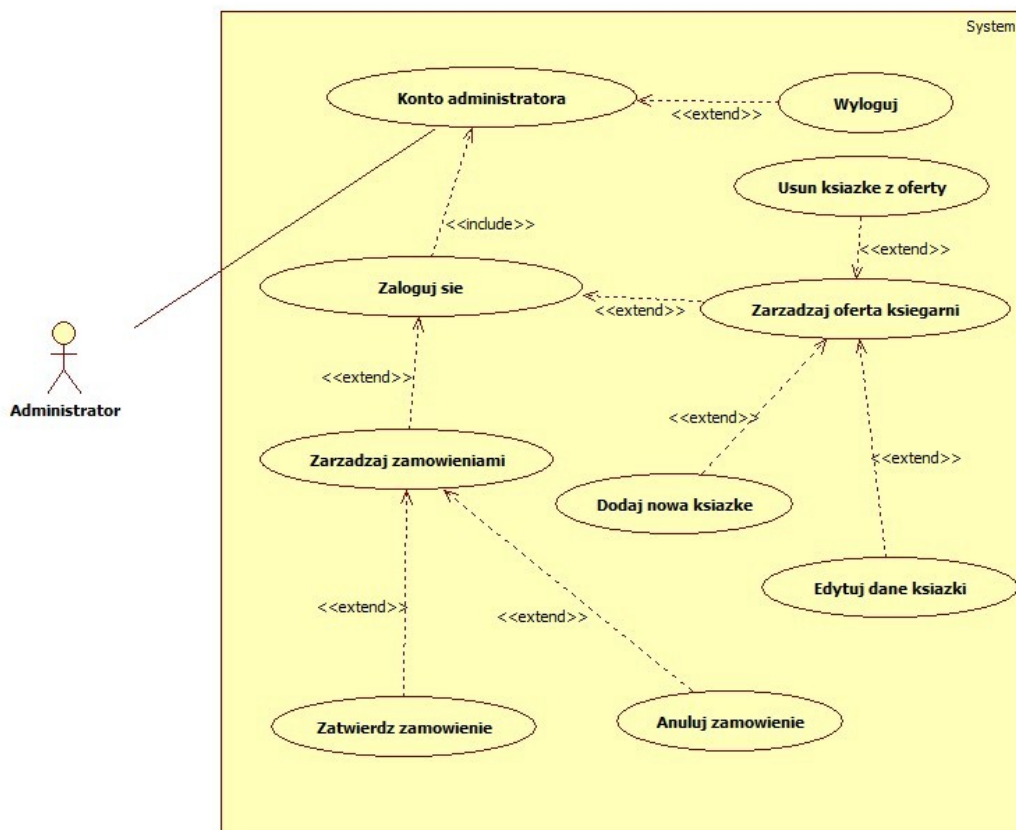 System
Konto administratora
Wyloguj
<<extend>>
Usun ksiazke z oferty
<<include>>
<<extend>>
Zaloguj sie
<<extend>>
Zarzadzaj oferta ksiegarni
<<extend>>
Administrator
<<extend>>
Zarzadzaj zamowieniami
<<extend>>
Dodaj nowa ksiazke
Edytuj dane ksiazki
<<extend>>
<<extend>>
Zatwierdz zamowienie
Anuluj zamowienie